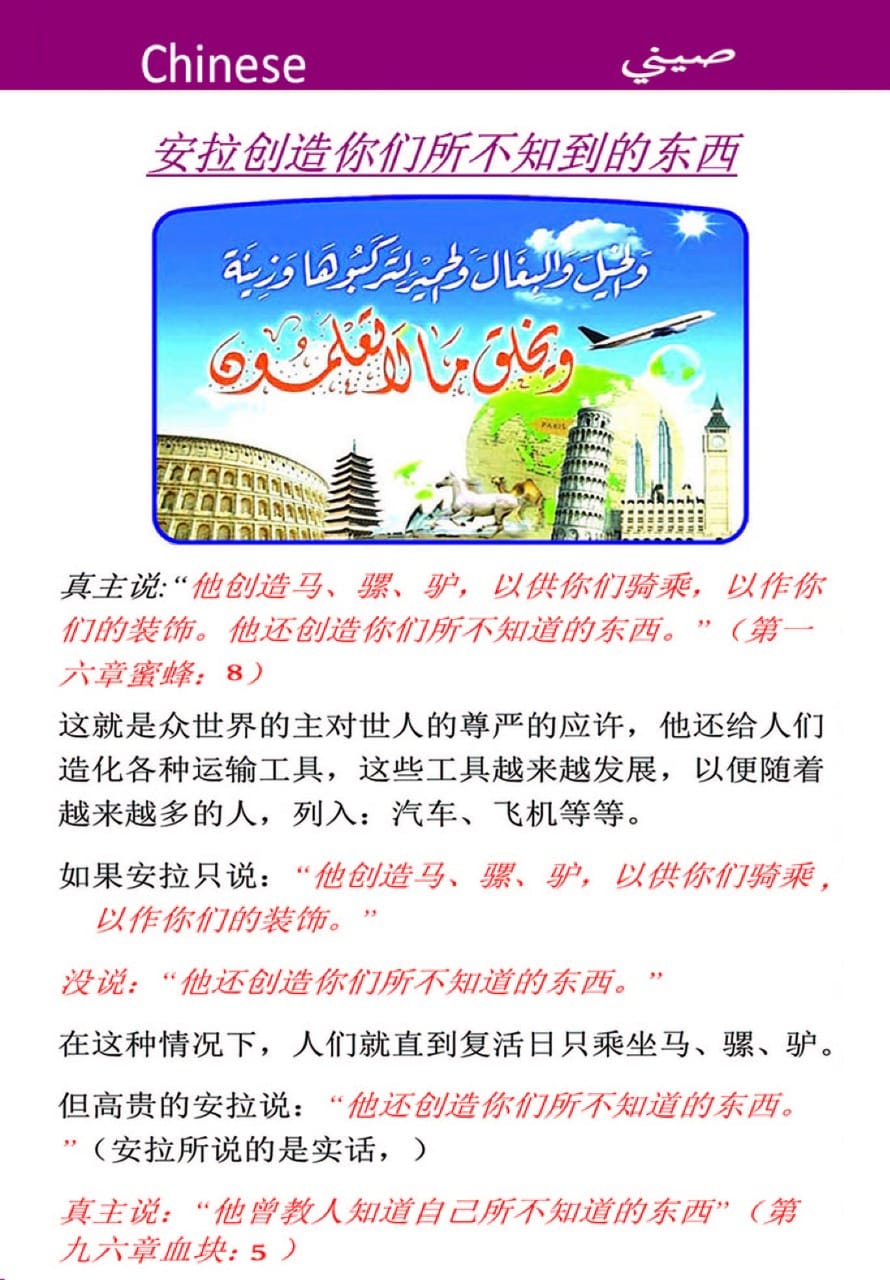 Chinese
صيني
安拉创造你们所不知到的东西
وَالْخَيْلَ وَالْبِغَالَ وَالْحَمِيرَ لِتَرْكَبُوهَا وَزِينَةً
وَيَخْلُقُ مَا لَا تَعْلَمُونَ
PARIS
真主说:“他创造马、骡、驴，以供你们骑乘，以作你
们的装饰。他还创造你们所不知道的东西。”（第一
六章蜜蜂：8）
这就是众世界的主对世人的尊严的应许，他还给人们
造化各种运输工具，这些工具越来越发展，以便随着
越来越多的人，列入：汽车、飞机等等。
如果安拉只说：“他创造马、骡、驴，以供你们骑乘，
以作你们的装饰。”
没说：“他还创造你们所不知道的东西。”
在这种情况下，人们就直到复活日只乘坐马、骡、驴。
但高贵的安拉说：“他还创造你们所不知道的东西。
”（安拉所说的是实话，）
真主说：“他曾教人知道自己所不知道的东西”（第
九六章血块：5 ）